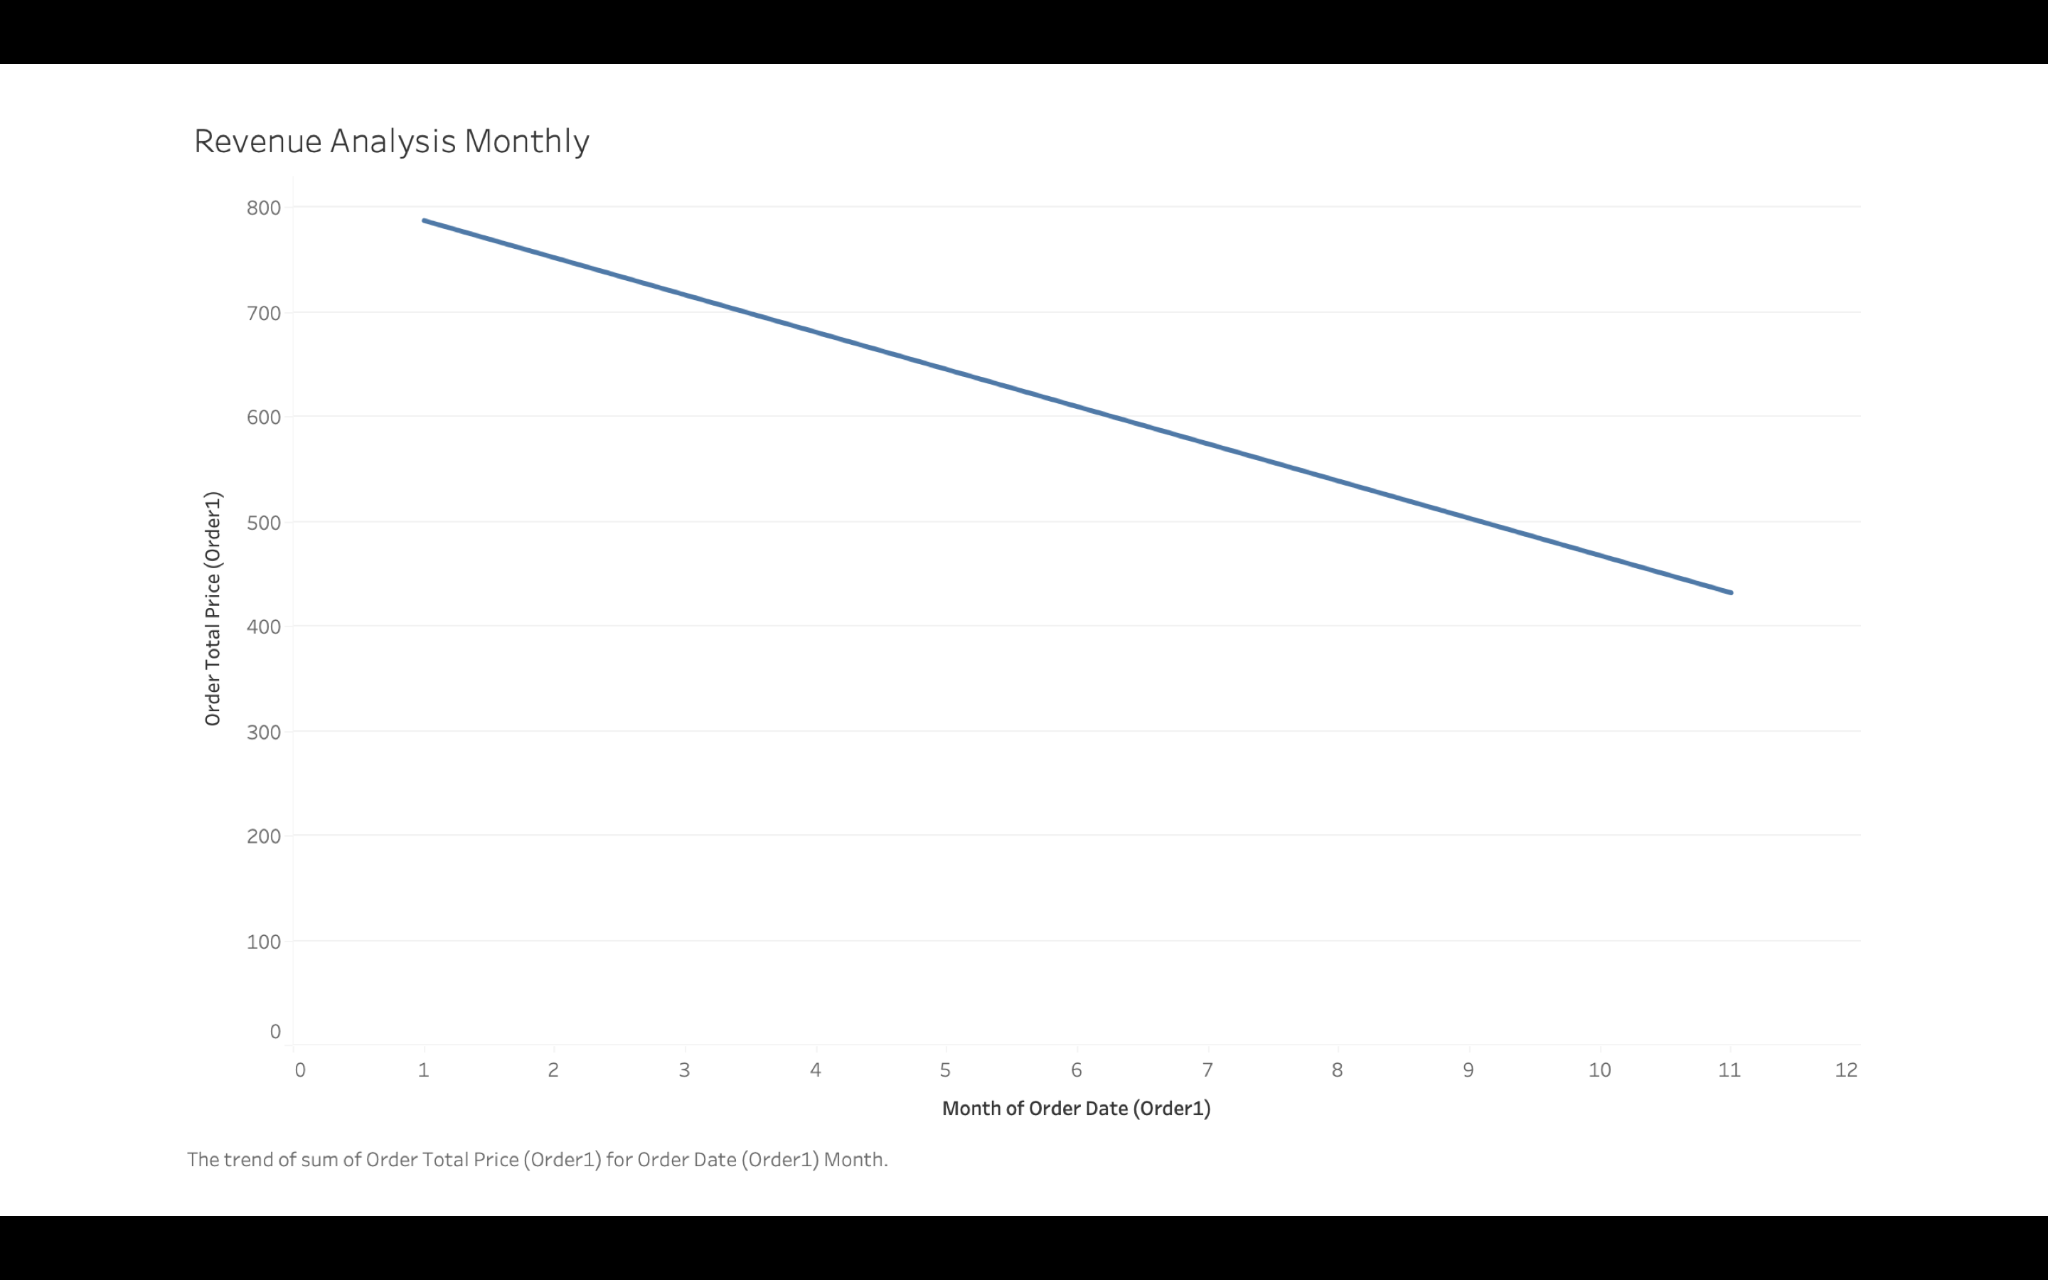 Revenue Analysis Monthly
800
700
600
500
400
300
200
100
0
Order Total Price (Order1)
0 1 2 3 4 5 6 7 8 9 10 11 12
Month of Order Date (Order1)
The trend of sum of Order Total Price (Order1) for Order Date (Order1) Month.